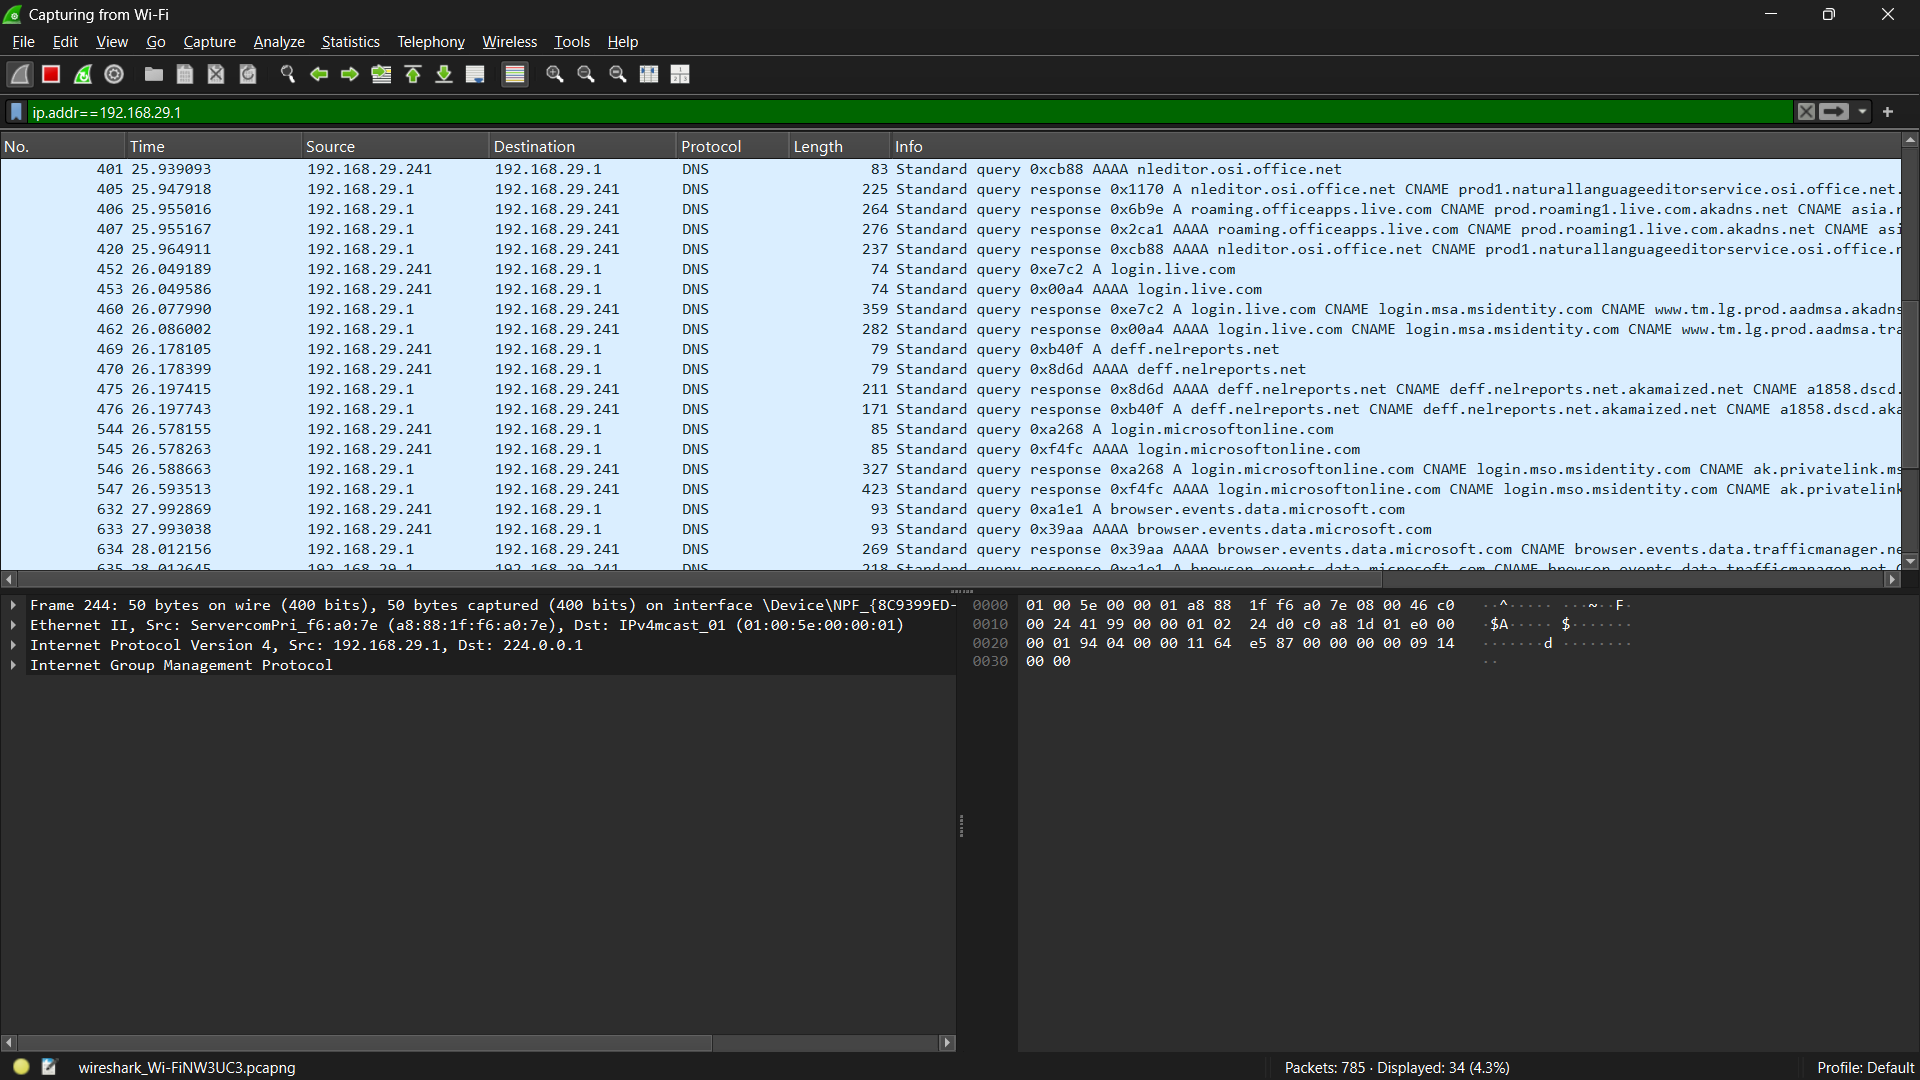 Capturing from Wi-Fi
File Edit View Go Capture Analyze Statistics Telephony Wireless Tools Help
ip.addr==192.168.29.1
No. Time Source Destination Protocol Length Info
401 25.939093 192.168.29.241 192.168.29.1 DNS 83 Standard query 0xcb88 AAAA nleditor.osi.office.net
405 25.947918 192.168.29.1 192.168.29.241 DNS 225 Standard query response 0x1170 A nleditor.osi.office.net CNAME prod1.naturallanguageeditorservice.osi.office.net.
406 25.955016 192.168.29.1 192.168.29.241 DNS 264 Standard query response 0x6b9e A roaming.officeapps.live.com CNAME prod.roaming1.live.com.akadns.net CNAME asia.r
407 25.955167 192.168.29.1 192.168.29.241 DNS 276 Standard query response 0x2ca1 AAAA roaming.officeapps.live.com CNAME prod.roaming1.live.com.akadns.net CNAME asi
420 25.964911 192.168.29.1 192.168.29.241 DNS 237 Standard query response 0xcb88 AAAA nleditor.osi.office.net CNAME prod1.naturallanguageeditorservice.osi.office.r
452 26.049189 192.168.29.241 192.168.29.1 DNS 74 Standard query 0xe7c2 A login.live.com
453 26.049586 192.168.29.241 192.168.29.1 DNS 74 Standard query 0x00a4 AAAA login.live.com
460 26.077990 192.168.29.1 192.168.29.241 DNS 359 Standard query response 0xe7c2 A login.live.com CNAME login.msa.msidentity.com CNAME www.tm.lg.prod.aadmsa.akadns
462 26.086002 192.168.29.1 192.168.29.241 DNS 282 Standard query response 0x00a4 AAAA login.live.com CNAME login.msa.msidentity.com CNAME www.tm.lg.prod.aadmsa.tra
469 26.178105 192.168.29.241 192.168.29.1 DNS 79 Standard query 0xb40f A deff.nelreports.net
470 26.178399 192.168.29.241 192.168.29.1 DNS 79 Standard query 0x8d6d AAAA deff.nelreports.net
475 26.197415 192.168.29.1 192.168.29.241 DNS 211 Standard query response 0x8d6d AAAA deff.nelreports.net CNAME deff.nelreports.net.akamaized.net CNAME a1858.dscd.
476 26.197743 192.168.29.1 192.168.29.241 DNS 171 Standard query response 0xb40f A deff.nelreports.net CNAME deff.nelreports.net.akamaized.net CNAME a1858.dscd.aka
544 26.578155 192.168.29.241 192.168.29.1 DNS 85 Standard query 0xa268 A login.microsoftonline.com
545 26.578263 192.168.29.241 192.168.29.1 DNS 85 Standard query 0xf4fc AAAA login.microsoftonline.com
546 26.588663 192.168.29.1 192.168.29.241 DNS 327 Standard query response 0xa268 A login.microsoftonline.com CNAME login.mso.msidentity.com CNAME ak.privatelink.ms
547 26.593513 192.168.29.1 192.168.29.241 DNS 423 Standard query response 0xf4fc AAAA login.microsoftonline.com CNAME login.mso.msidentity.com CNAME ak.privatelink
632 27.992869 192.168.29.241 192.168.29.1 DNS 93 Standard query 0xa1e1 A browser.events.data.microsoft.com
633 27.993038 192.168.29.241 192.168.29.1 DNS 93 Standard query 0x39aa AAAA browser.events.data.microsoft.com
634 28.012156 192.168.29.1 192.168.29.241 DNS 269 Standard query response 0x39aa AAAA browser.events.data.microsoft.com CNAME browser.events.data.trafficmanager.ne
635 28.012645 192.168.29.1 192.168.29.241 DNS 218 Standard query response 0xa1e1 A browser.events.data.microsoft.com CNAME browser.events.data.trafficmanager.net
Frame 244: 50 bytes on wire (400 bits), 50 bytes captured (400 bits) on interface \Device\NPF_{8C9399ED-
Ethernet II, Src: ServercomPri_f6:a0:7e (a8:88:1f:f6:a0:7e), Dst: IPv4mcast_01 (01:00:5e:00:00:01)
Internet Protocol Version 4, Src: 192.168.29.1, Dst: 224.0.0.1
Internet Group Management Protocol
0000 01 00 5e 00 00 01 a8 88 1f f6 a0 7e 08 00 46 c0 ··^····· ···~··F·
0010 00 24 41 99 00 00 01 02 24 d0 c0 a8 1d 01 e0 00 ·$A····· $·······
0020 00 01 94 04 00 00 11 64 e5 87 00 00 00 00 09 14 ·······d ········
0030 00 00 ··
wireshark_Wi-FiNW3UC3.pcapng
Packets: 785 · Displayed: 34 (4.3%)
Profile: Default